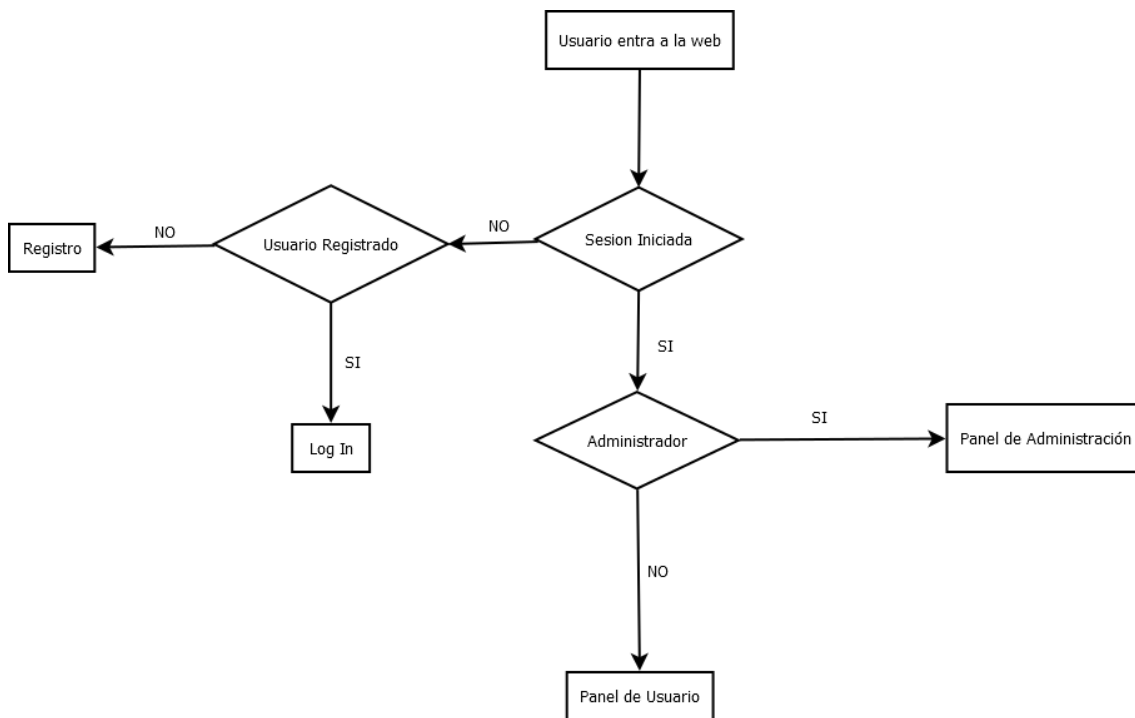 Usuario entra a la web
Sesion Iniciada
NO
Usuario Registrado
NO
Registro
SI
Log In
SI
Administrador
SI
Panel de Administración
NO
Panel de Usuario